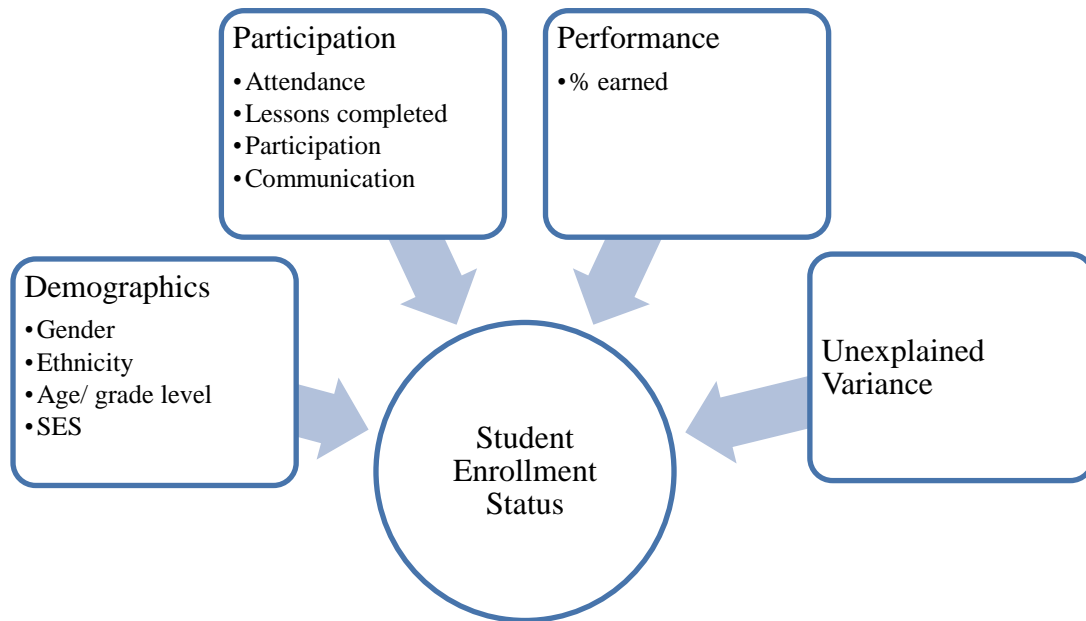 Participation
•Attendance
•Lessons completed
•Participation
•Communication
Performance
•% earned
Demographics
•Gender
•Ethnicity
•Age/ grade level
•SES
Unexplained
Variance
Student
Enrollment
Status